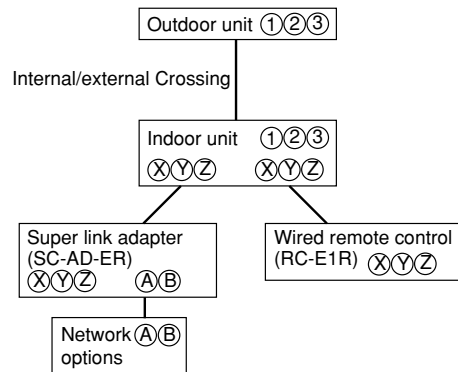 Outdoor unit ①②③
Internal/external Crossing
Indoor unit ①②③
ⓍⓎⓏ ⓍⓎⓏ
Super link adapter
(SC-AD-ER)
ⓍⓎⓏ ⒶⒷ
Wired remote control
(RC-E1R) ⓍⓎⓏ
Network ⒶⒷ
options